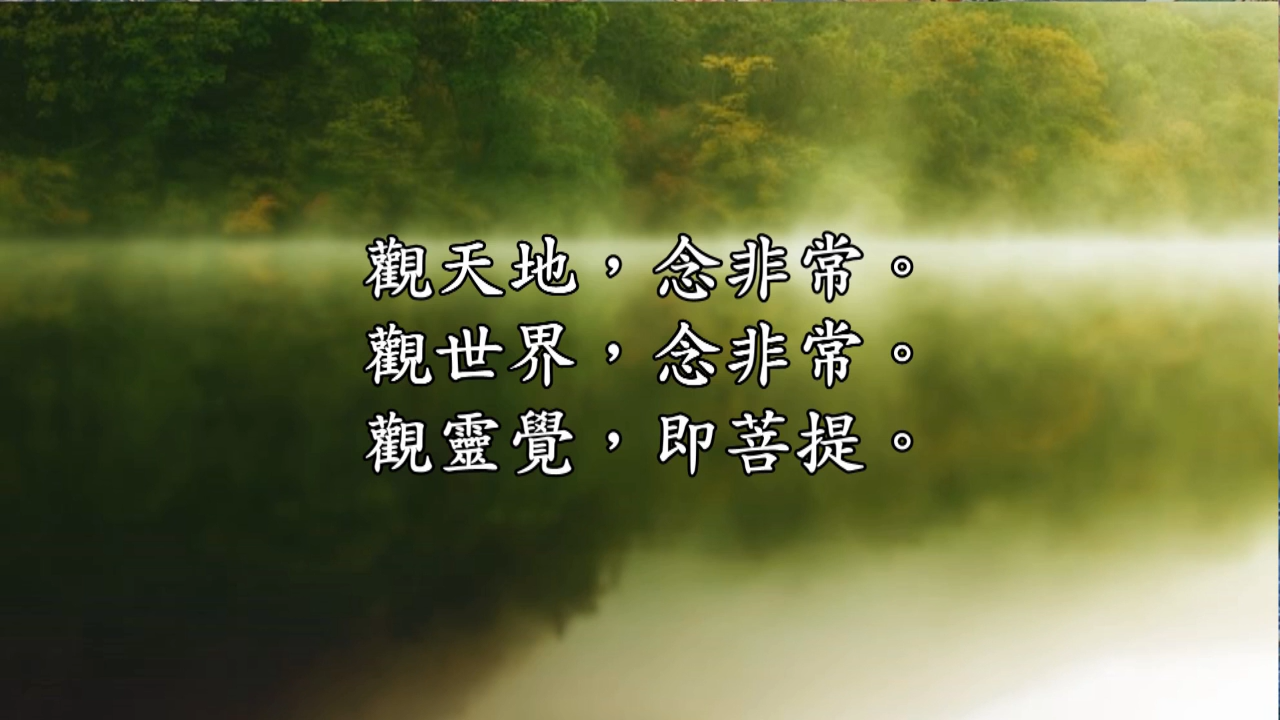 觀天地，念非常。
觀世界，念非常。
觀靈覺，即菩提。